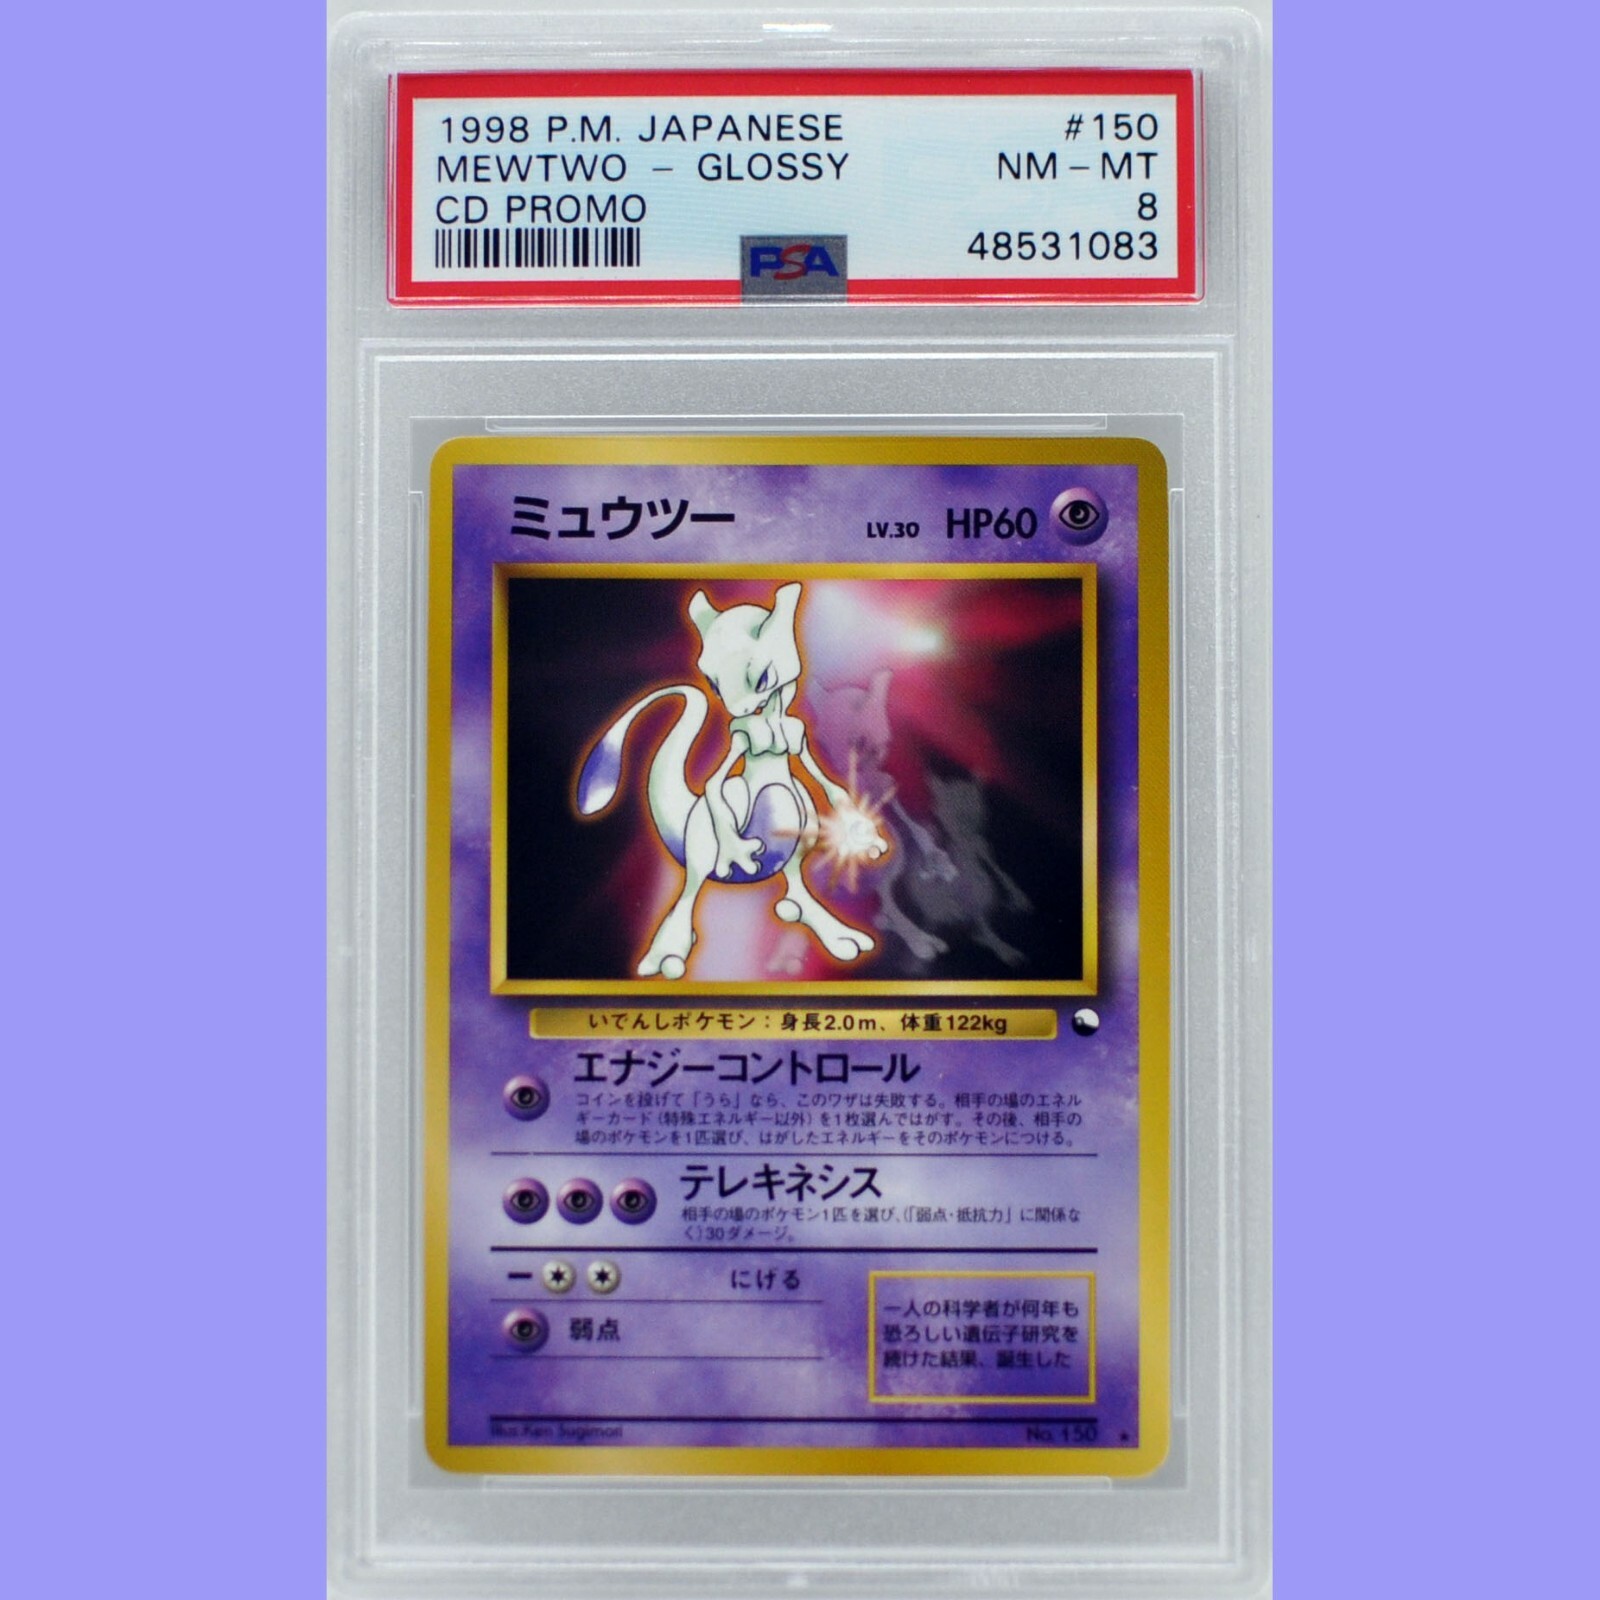 1998 P.M. JAPANESE #150
MEWTWO - GLOSSY NM - MT
CD PROMO 8
48531083
PSA
ミュウツー LV.30 HP60
いでんしポケモン：身長2.0m、体重122kg
エナジーコントロール
コインを投げて「うら」なら、このワザは失敗する。相手の場のエネル
ギーカード（特殊エネルギー以外）を1枚選んではがす。その後、相手の
場のポケモンを1匹選び、はがしたエネルギーをそのポケモンにつける。
テレキネシス
相手の場のポケモン1匹を選び、（「弱点・抵抗力」に関係な
く）30ダメージ。
ー にげる
弱点
一人の科学者が何年も
恐ろしい遺伝子研究を
続けた結果、誕生した
Illus. Ken Sugimori No. 150 ★